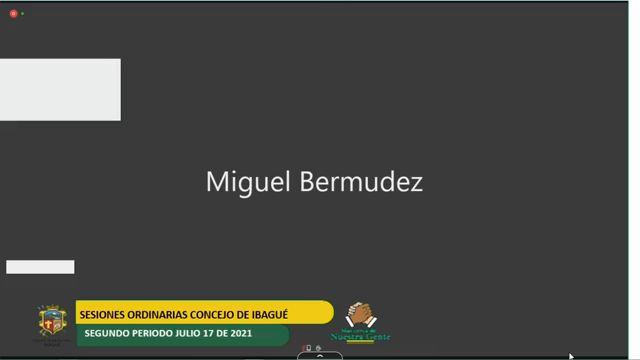 Miguel Bermudez
SESIONES ORDINARIAS CONCEJO DE IBAGUÉ
SEGUNDO PERIODO JULIO 17 DE 2021
Nuestra Gente